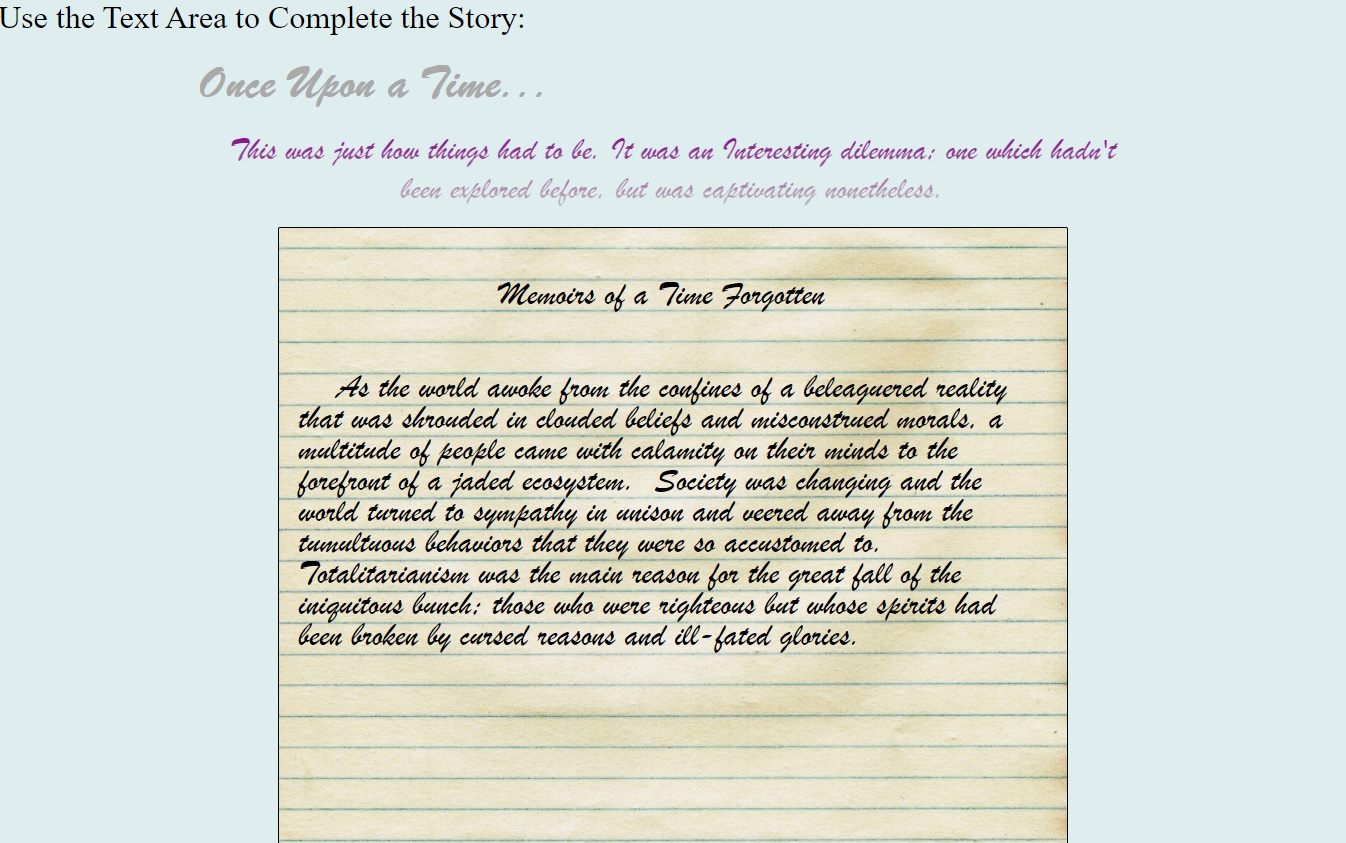 Use the Text Area to Complete the Story:
Once Upon a Time...
This was just how things had to be. It was an Interesting dilemma; one which hadn't
been explored before, but was captivating nonetheless.
Memoirs of a Time Forgotten
As the world awoke from the confines of a beleaguered reality
that was shrouded in clouded beliefs and misconstrued morals, a
multitude of people came with calamity on their minds to the
forefront of a jaded ecosystem.  Society was changing and the
world turned to sympathy in unison and veered away from the
tumultuous behaviors that they were so accustomed to.
Totalitarianism was the main reason for the great fall of the
iniquitous bunch; those who were righteous but whose spirits had
been broken by cursed reasons and ill-fated glories.